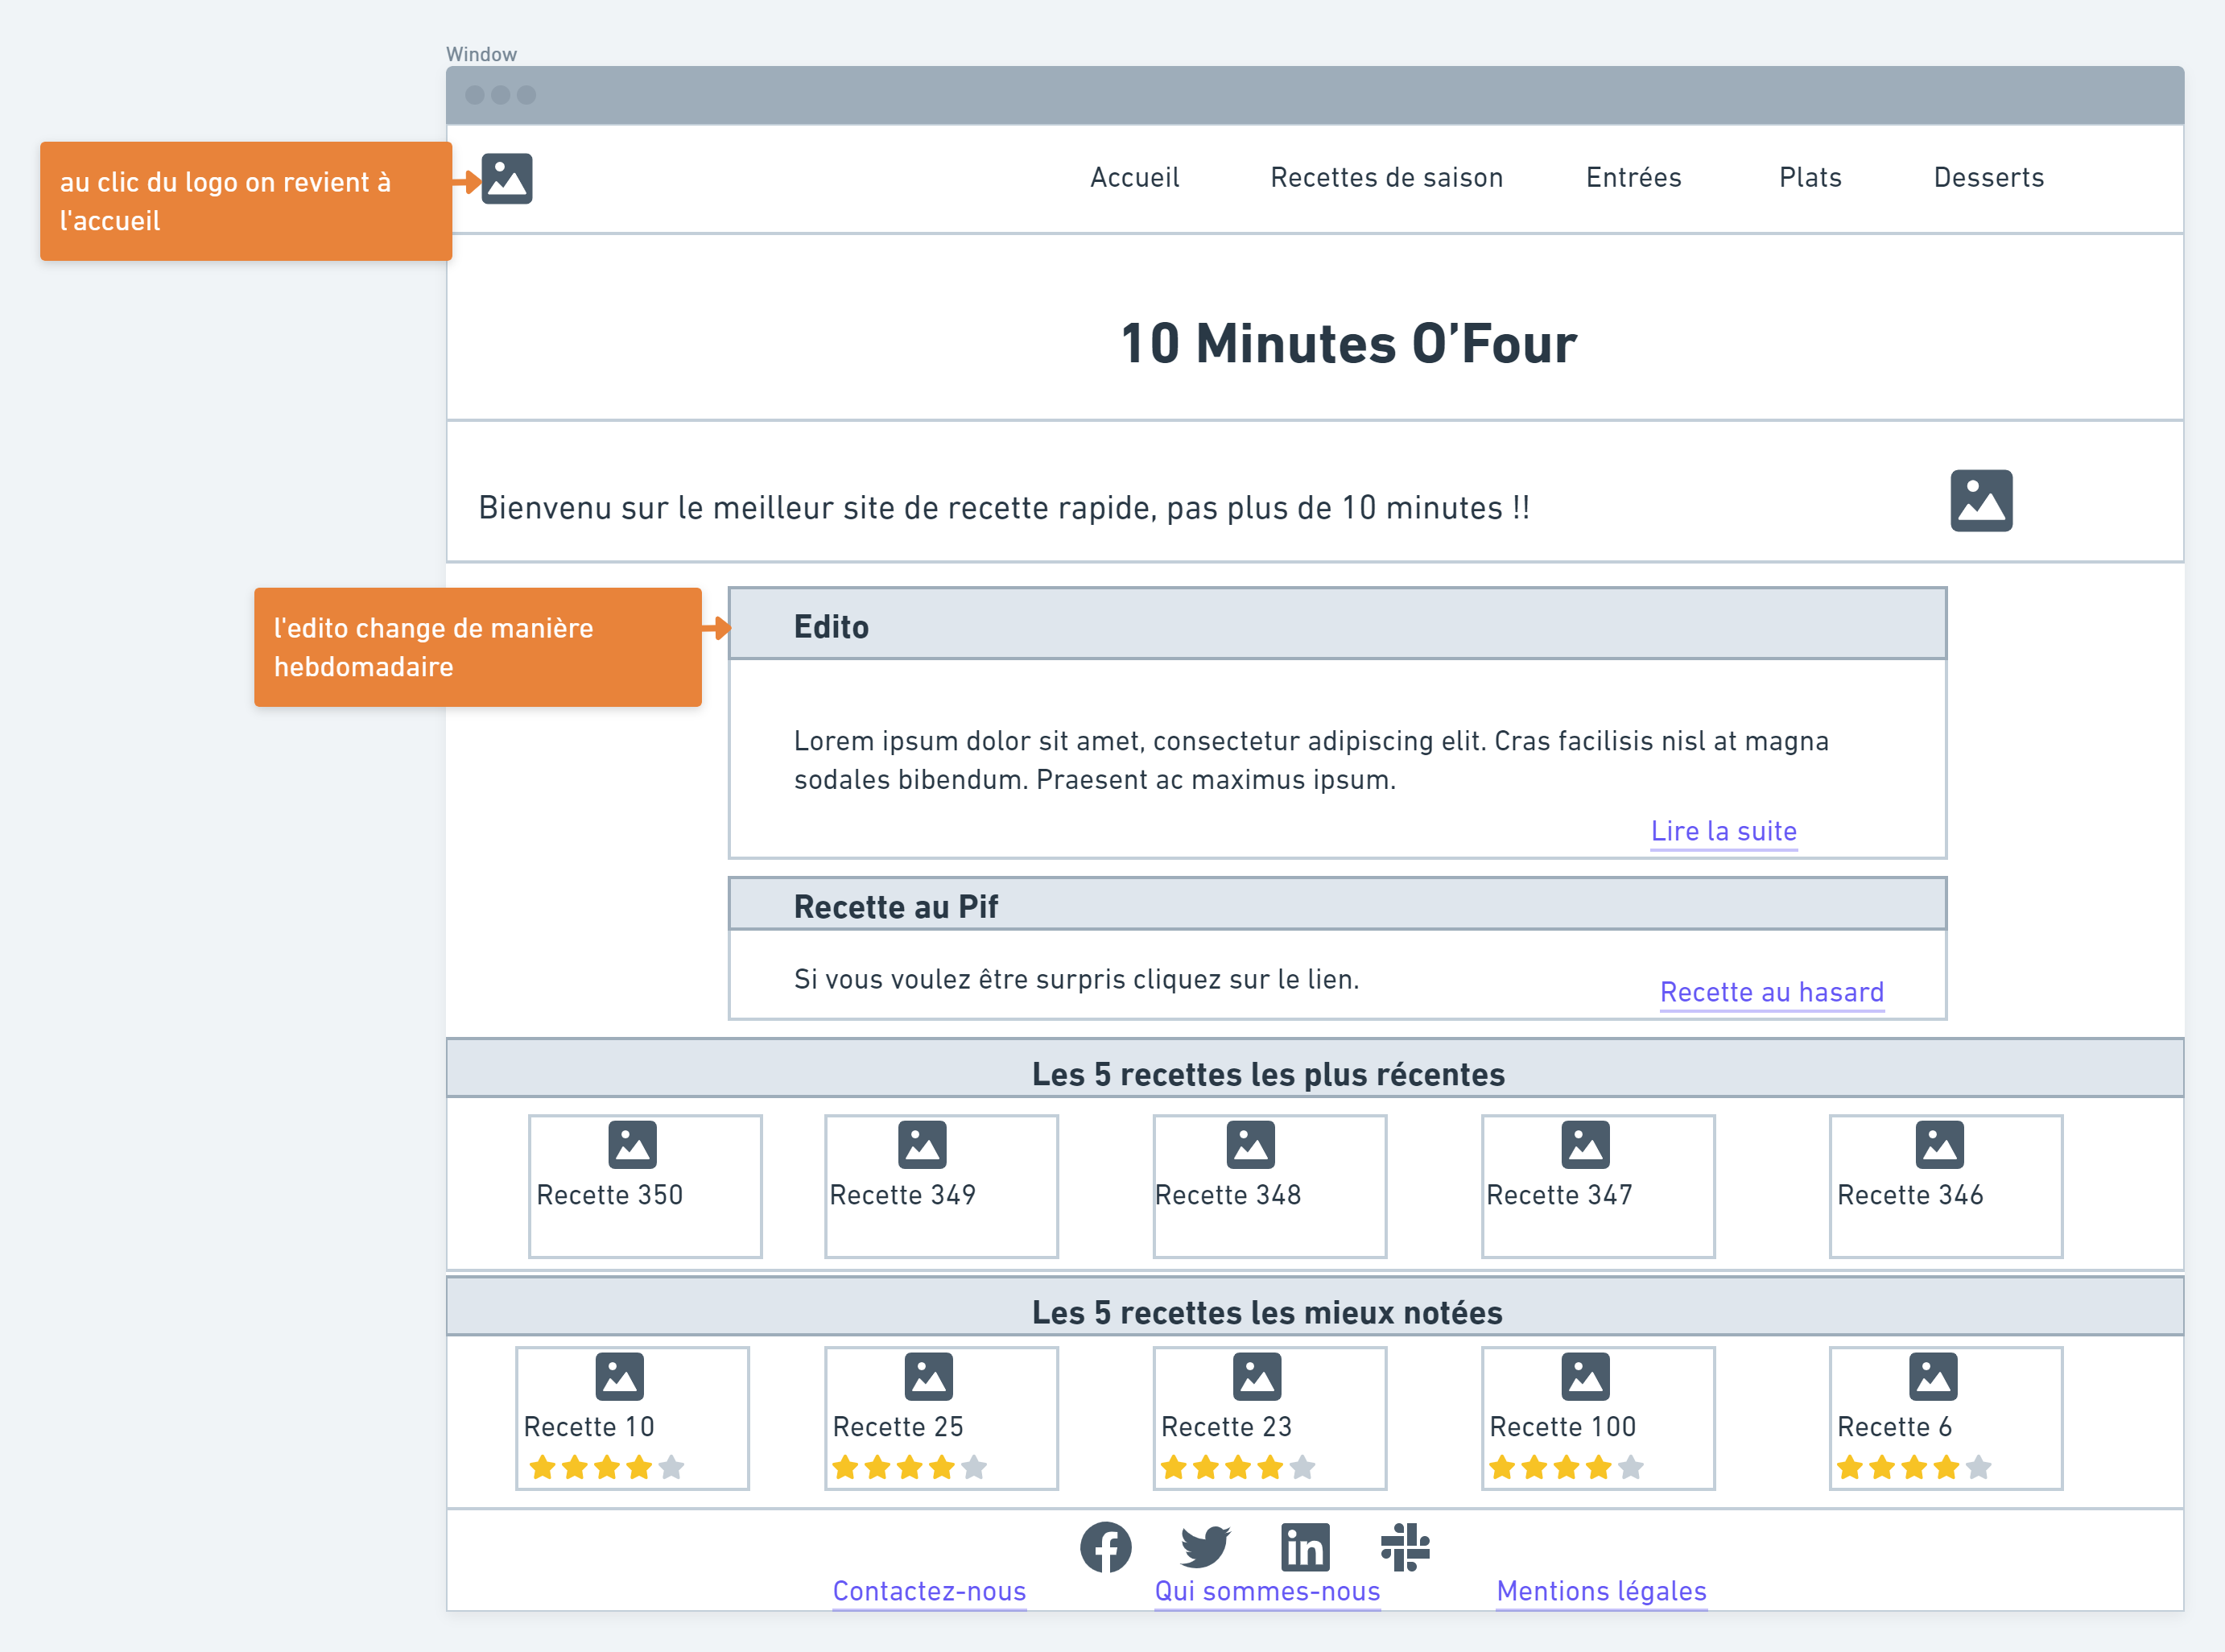 Window
au clic du logo on revient à
l'accueil
Accueil Recettes de saison Entrées Plats Desserts
10 Minutes O’Four
Bienvenu sur le meilleur site de recette rapide, pas plus de 10 minutes !!
l'edito change de manière
hebdomadaire
Edito
Lorem ipsum dolor sit amet, consectetur adipiscing elit. Cras facilisis nisl at magna
sodales bibendum. Praesent ac maximus ipsum.
Lire la suite
Recette au Pif
Si vous voulez être surpris cliquez sur le lien.
Recette au hasard
Les 5 recettes les plus récentes
Recette 350 Recette 349 Recette 348 Recette 347 Recette 346
Les 5 recettes les mieux notées
Recette 10 Recette 25 Recette 23 Recette 100 Recette 6
Contactez-nous Qui sommes-nous Mentions légales